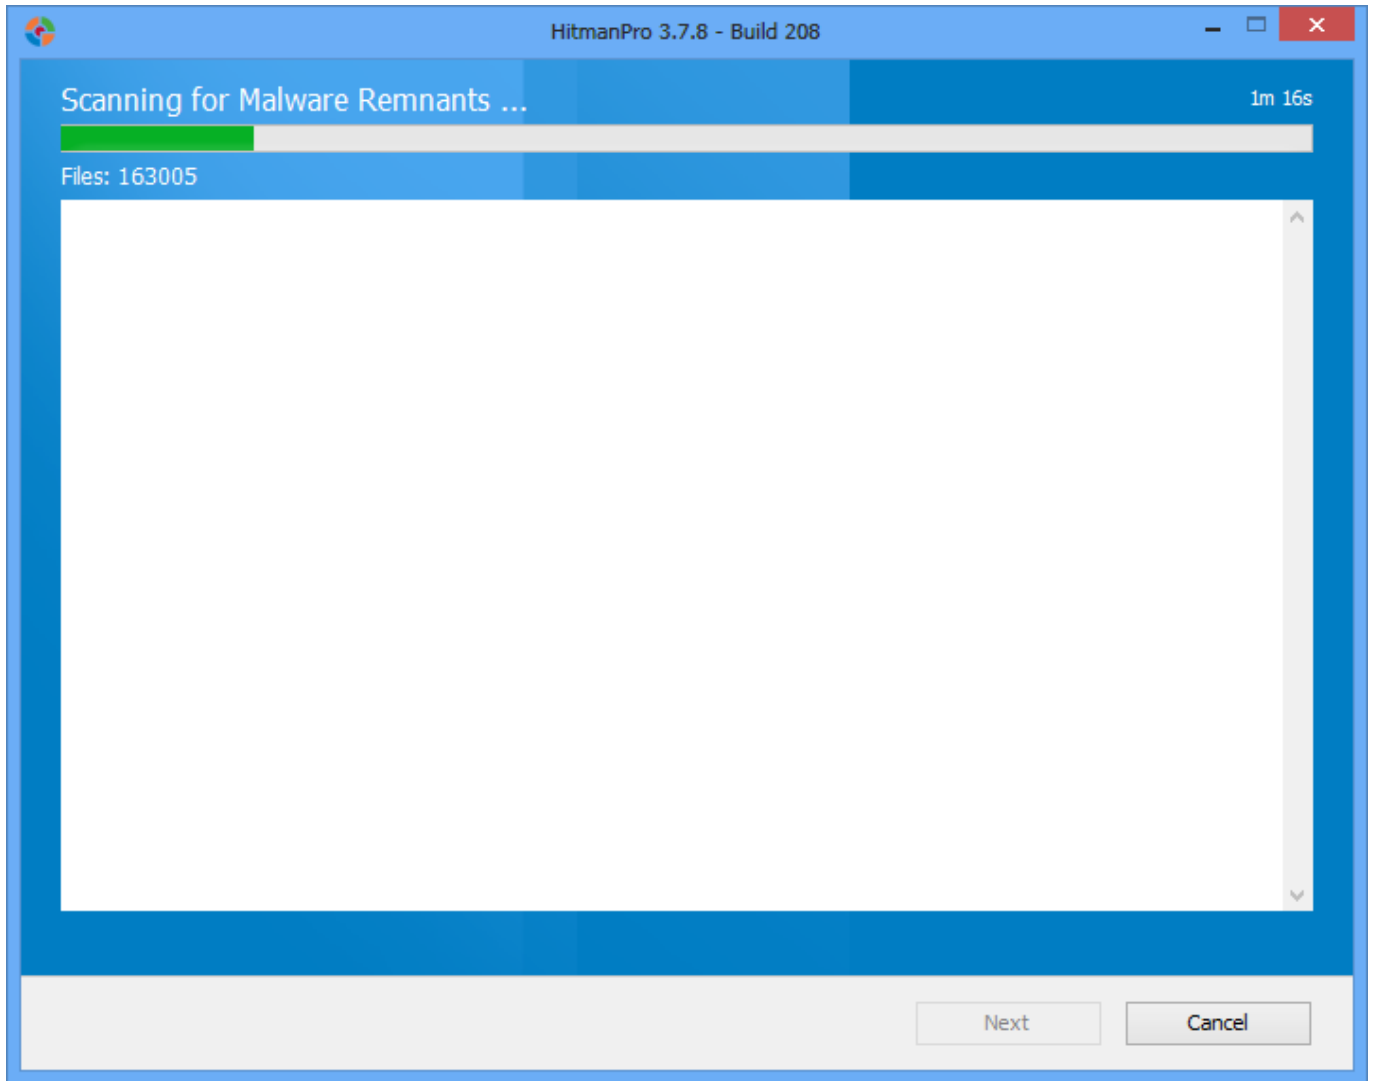 HitmanPro 3.7.8 - Build 208
Scanning for Malware Remnants ...
1m 16s
Files: 163005
Next
Cancel